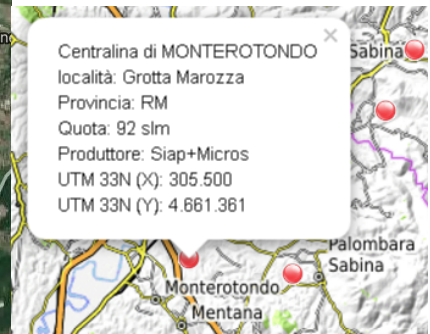 Centralina di MONTEROTONDO
località: Grotta Marozza
Provincia: RM
Quota: 92 slm
Produttore: Siap+Micros
UTM 33N (X): 305.500
UTM 33N (Y): 4.661.361
Sabina
Palombara
Sabina
Monterotondo
Mentana